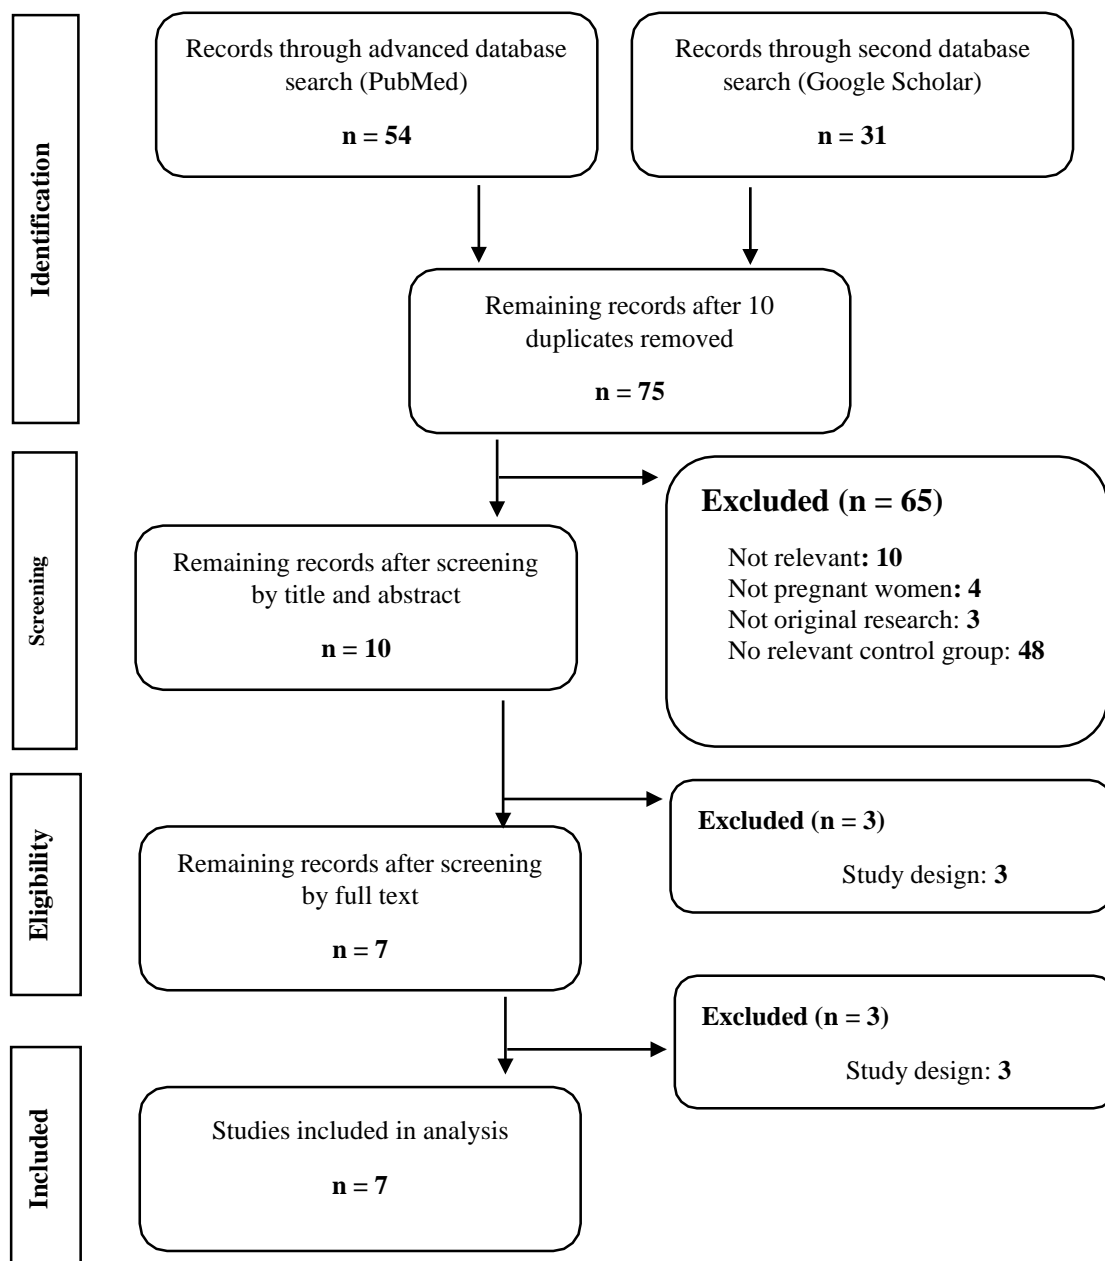 Identification
Records through advanced database
search (PubMed)
n = 54
Records through second database
search (Google Scholar)
n = 31
Remaining records after 10
duplicates removed
n = 75
Screening
Excluded (n = 65)
Not relevant: 10
Not pregnant women: 4
Not original research: 3
No relevant control group: 48
Remaining records after screening
by title and abstract
n = 10
Eligibility
Excluded (n = 3)
Study design: 3
Remaining records after screening
by full text
n = 7
Excluded (n = 3)
Study design: 3
Included
Studies included in analysis
n = 7